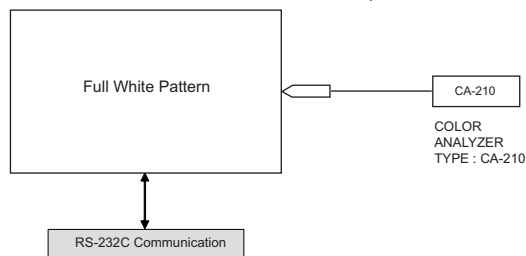 Full White Pattern
CA-210
COLOR
ANALYZER
TYPE : CA-210
RS-232C Communication